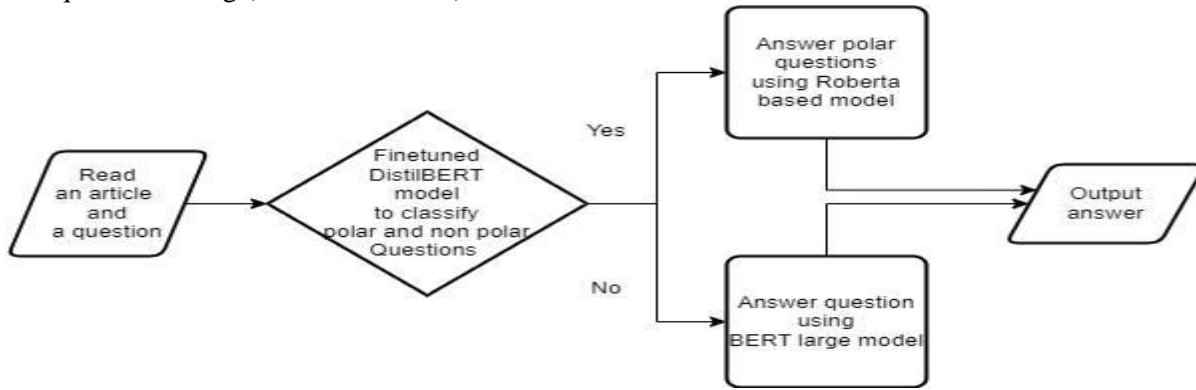 Read
an article
and
a question
Finetuned
DistilBERT
model
to classify
polar and non polar
Questions
Yes
No
Answer polar
questions
using Roberta
based model
Answer question
using
BERT large model
Output
answer